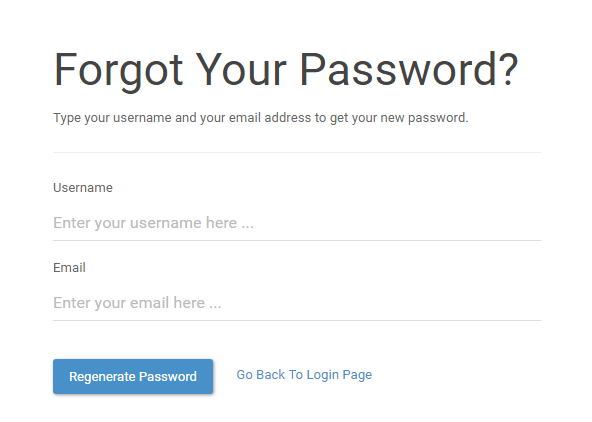 Forgot Your Password?
Type your username and your email address to get your new password.
Username
Enter your username here ...
Email
Enter your email here ...
Regenerate Password
Go Back To Login Page